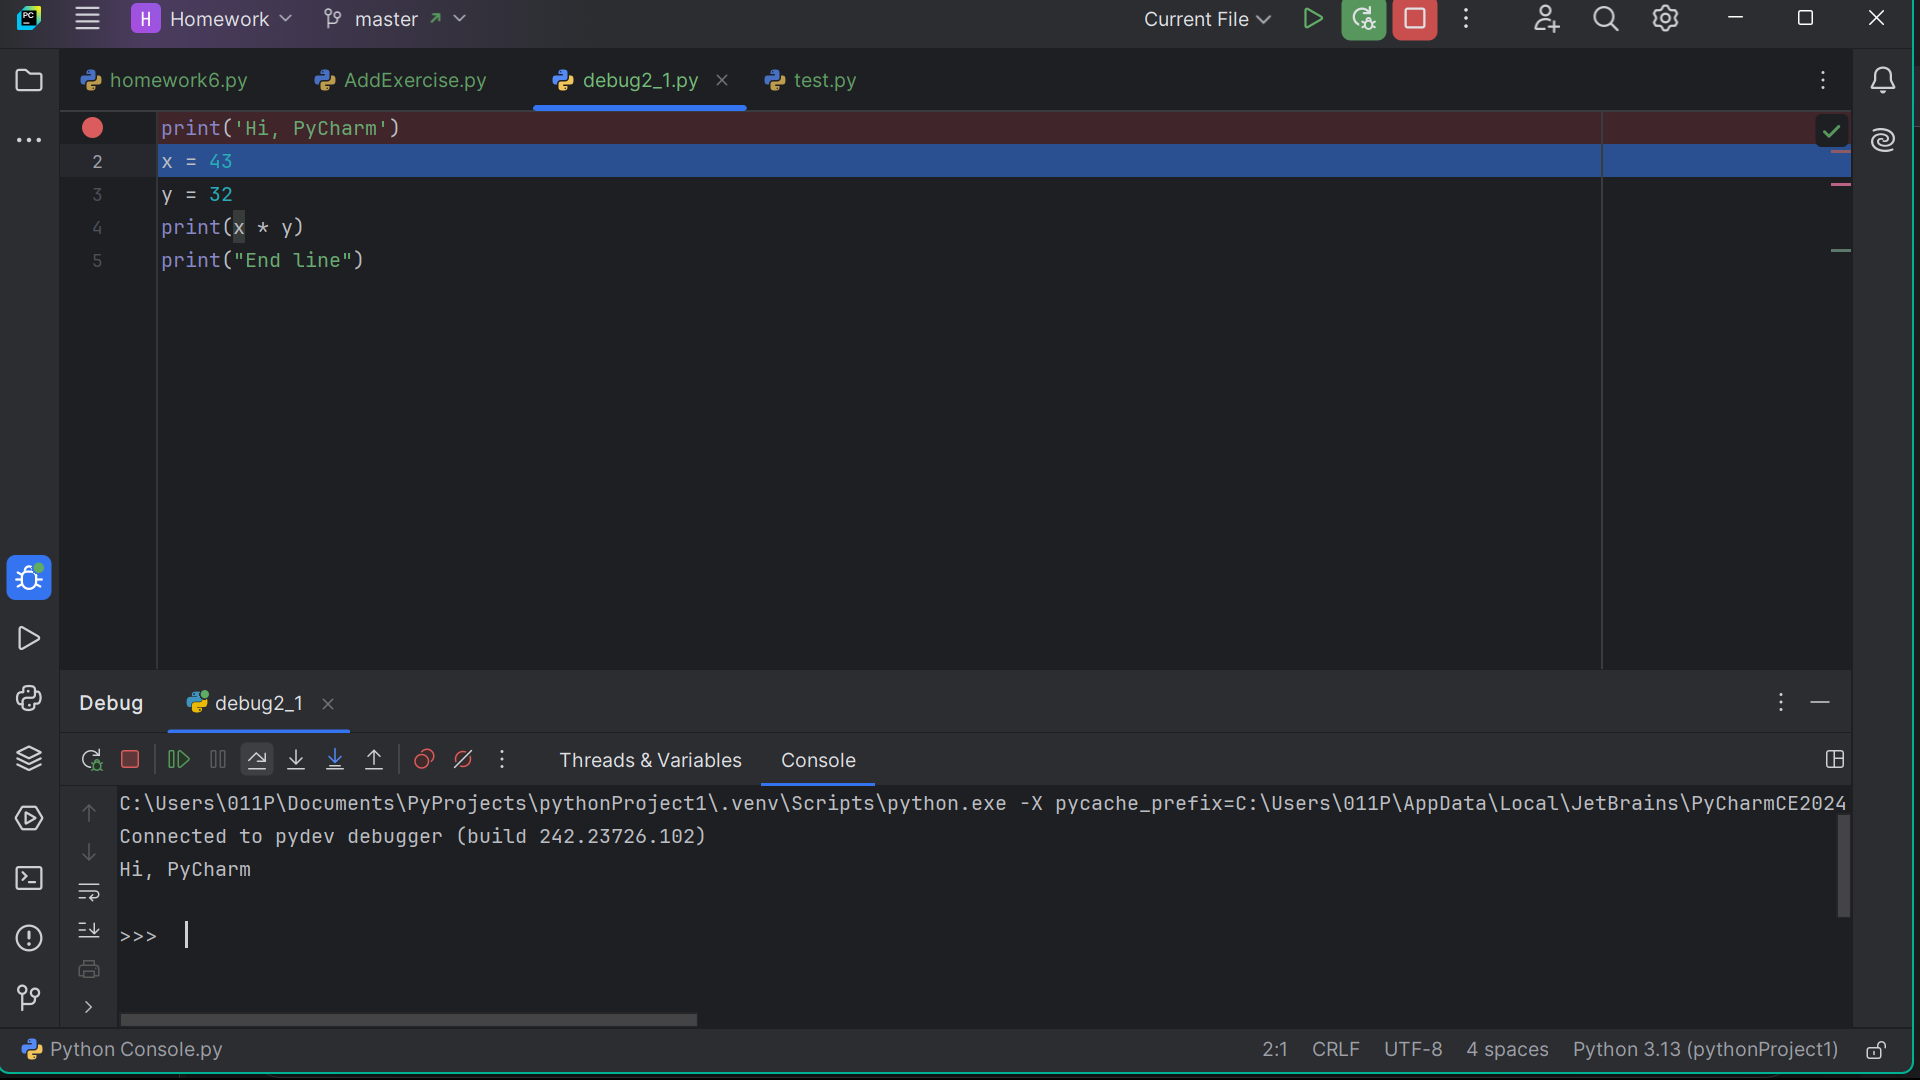 PC
H Homework master Current File
homework6.py AddExercise.py debug2_1.py test.py
print('Hi, PyCharm')
2 x = 43
3 y = 32
4 print(x * y)
5 print("End line")
Debug debug2_1
Threads & Variables Console
C:\Users\011P\Documents\PyProjects\pythonProject1\.venv\Scripts\python.exe -X pycache_prefix=C:\Users\011P\AppData\Local\JetBrains\PyCharmCE2024
Connected to pydev debugger (build 242.23726.102)
Hi, PyCharm
>>>
Python Console.py 2:1 CRLF UTF-8 4 spaces Python 3.13 (pythonProject1)